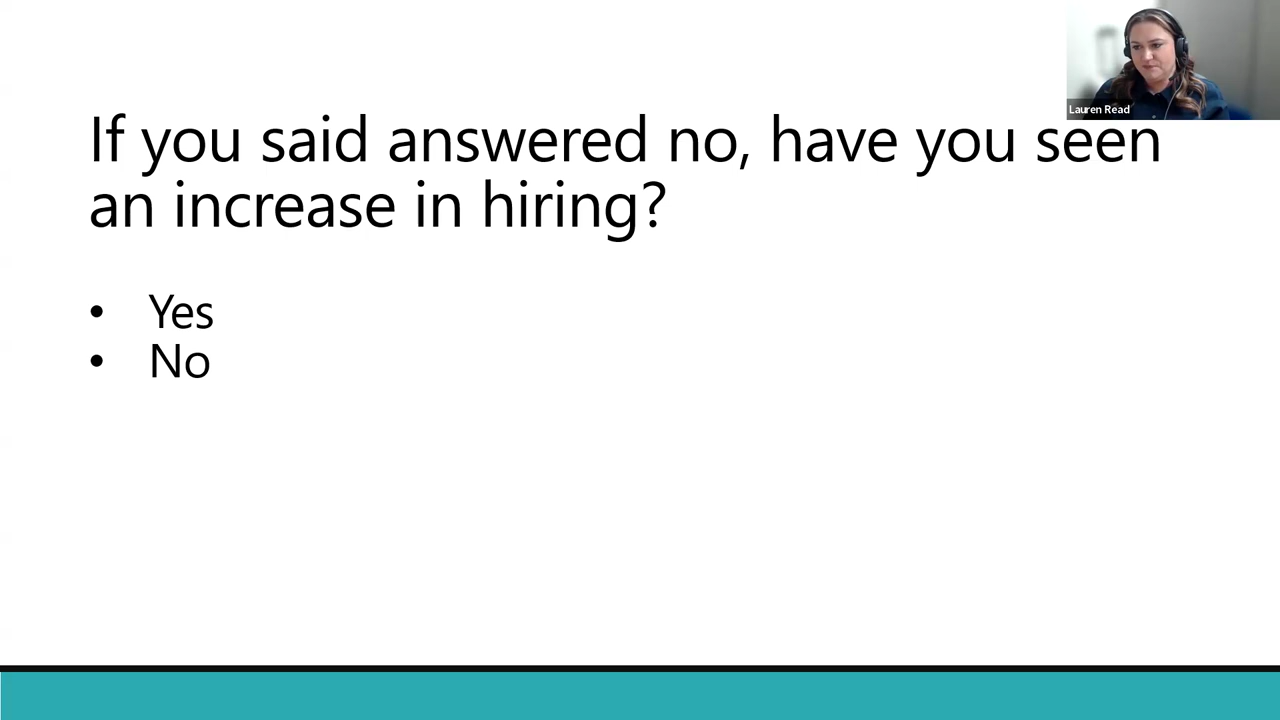 Lauren Read
If you said answered no, have you seen
an increase in hiring?
• Yes
• No